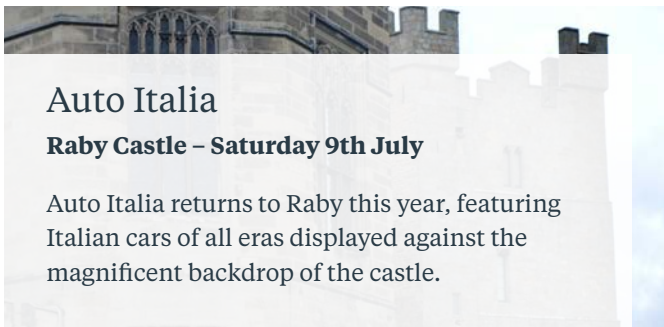 Auto Italia
Raby Castle – Saturday 9th July
Auto Italia returns to Raby this year, featuring
Italian cars of all eras displayed against the
magnificent backdrop of the castle.